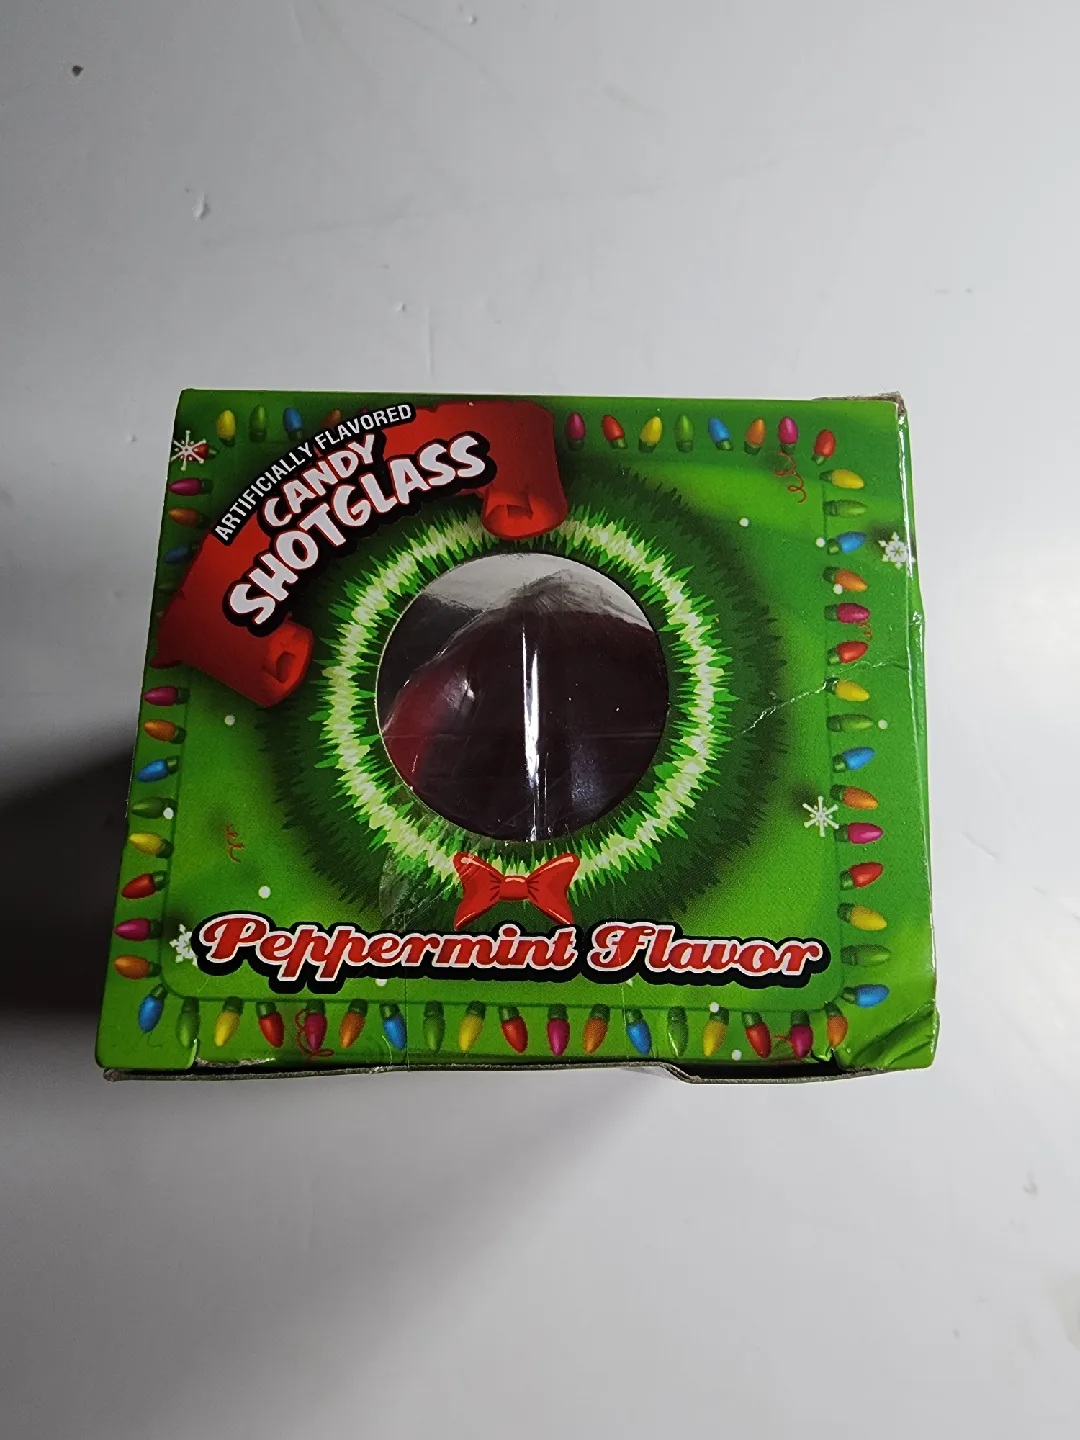 ARTIFICIALLY FLAVORED
CANDY
SHOTGLASS
Peppermint Flavor